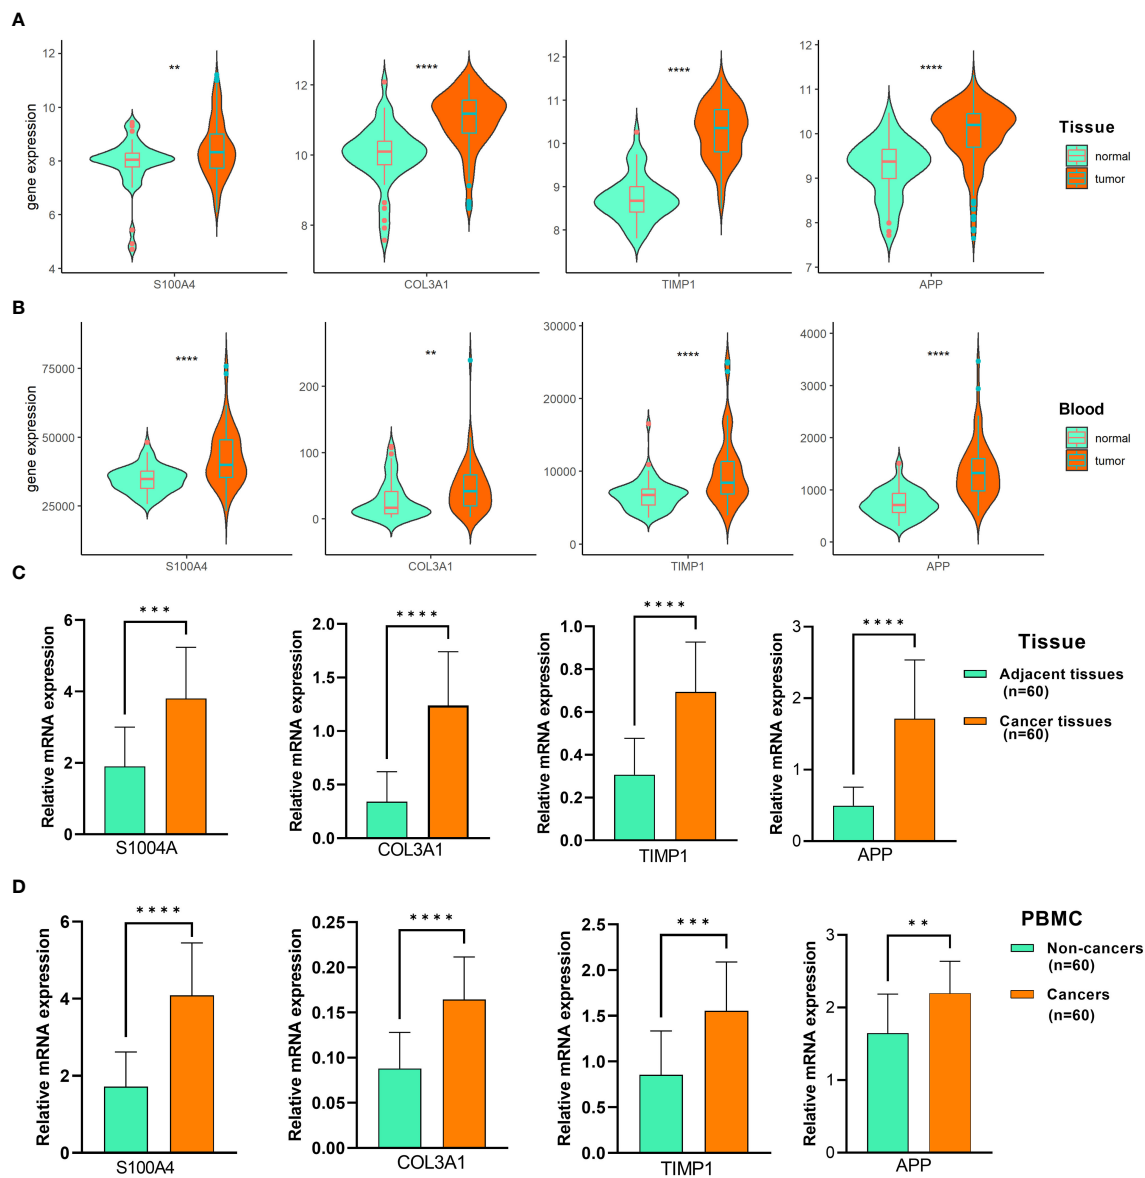 A
gene expression
12
10
8
6
4
**
S100A4
12
10
8
****
COL3A1
12
11
10
9
8
****
TIMP1
12
11
10
9
8
7
****
APP
Tissue
normal
tumor
B
gene expression
75000
50000
25000
****
S100A4
200
100
0
**
COL3A1
30000
20000
10000
0
****
TIMP1
4000
3000
2000
1000
0
****
APP
Blood
normal
tumor
C
Relative mRNA expression
6
4
2
0
***
S1004A
Relative mRNA expression
2.0
1.5
1.0
0.5
0.0
****
COL3A1
Relative mRNA expression
1.0
0.8
0.6
0.4
0.2
0.0
****
TIMP1
Relative mRNA expression
3
2
1
0
****
APP
Tissue
Adjacent tissues
(n=60)
Cancer tissues
(n=60)
D
Relative mRNA expression
6
4
2
0
****
S100A4
Relative mRNA expression
0.25
0.20
0.15
0.10
0.05
0.00
****
COL3A1
Relative mRNA expression
2.5
2.0
1.5
1.0
0.5
0.0
***
TIMP1
Relative mRNA expression
3
2
1
0
**
APP
PBMC
Non-cancers
(n=60)
Cancers
(n=60)